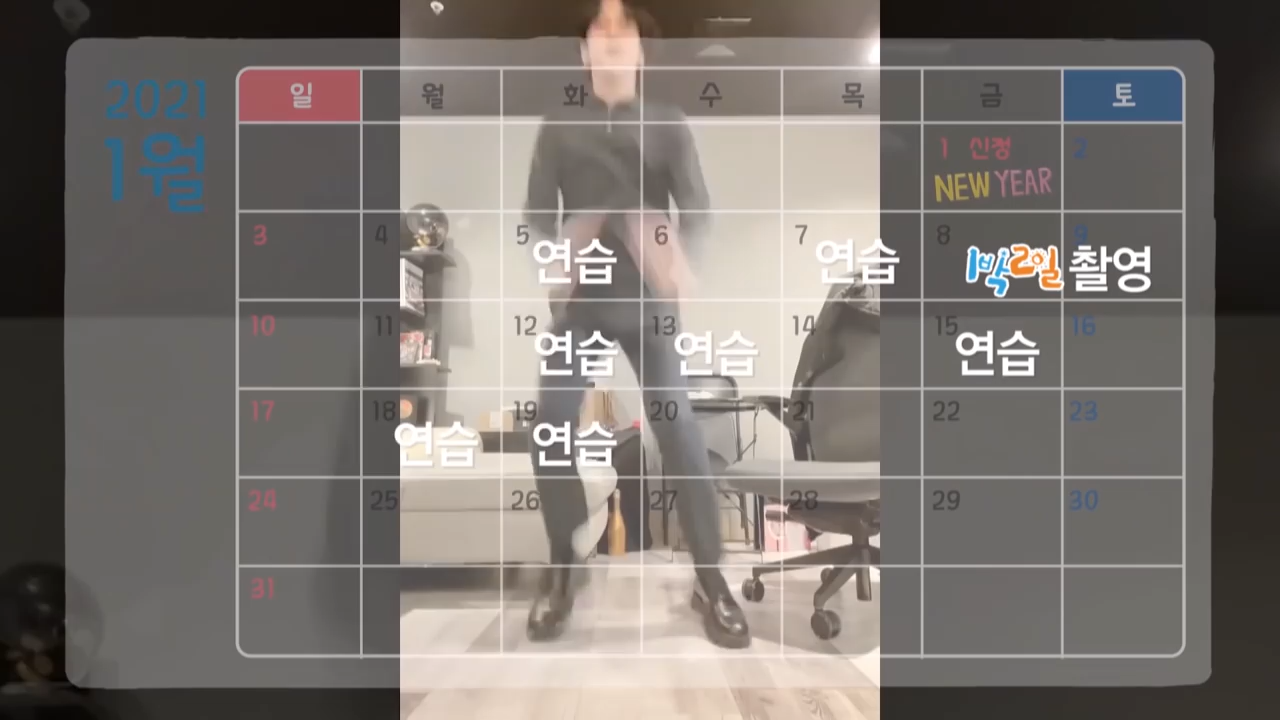 2021
1월
일 월 화 수 목 금 토
1 신정 2
NEW YEAR
3 4 5 6 7 8 9
연습 연습 1박2일 촬영
10 11 12 13 14 15 16
연습 연습 연습
17 18 19 20 21 22 23
연습 연습
24 25 26 27 28 29 30
31